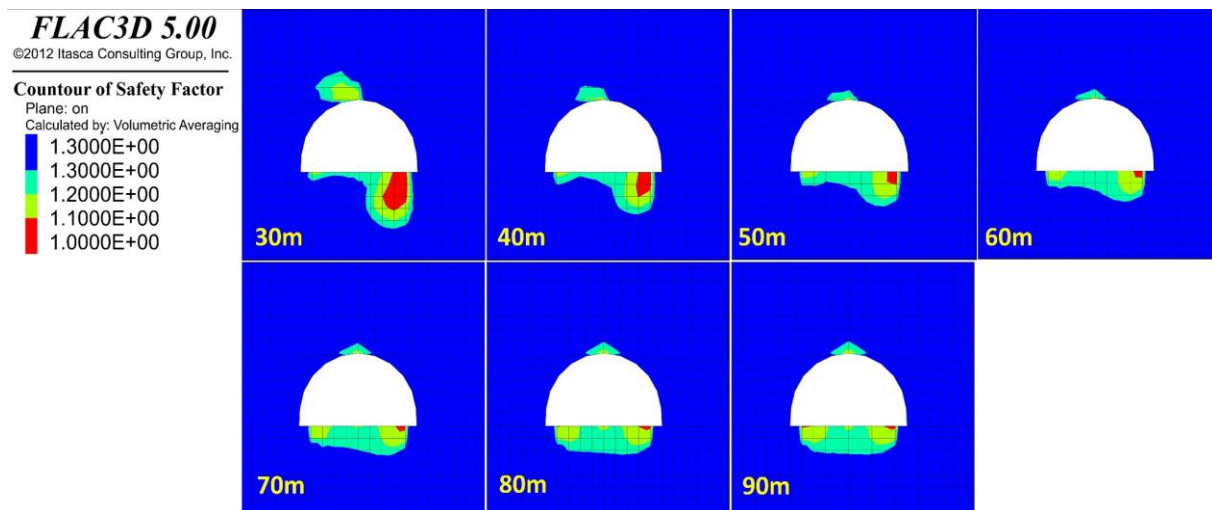 FLAC3D 5.00
©2012 Itasca Consulting Group, Inc.
Countour of Safety Factor
Plane: on
Calculated by: Volumetric Averaging
1.3000E+00
1.3000E+00
1.2000E+00
1.1000E+00
1.0000E+00
30m
40m
50m
60m
70m
80m
90m